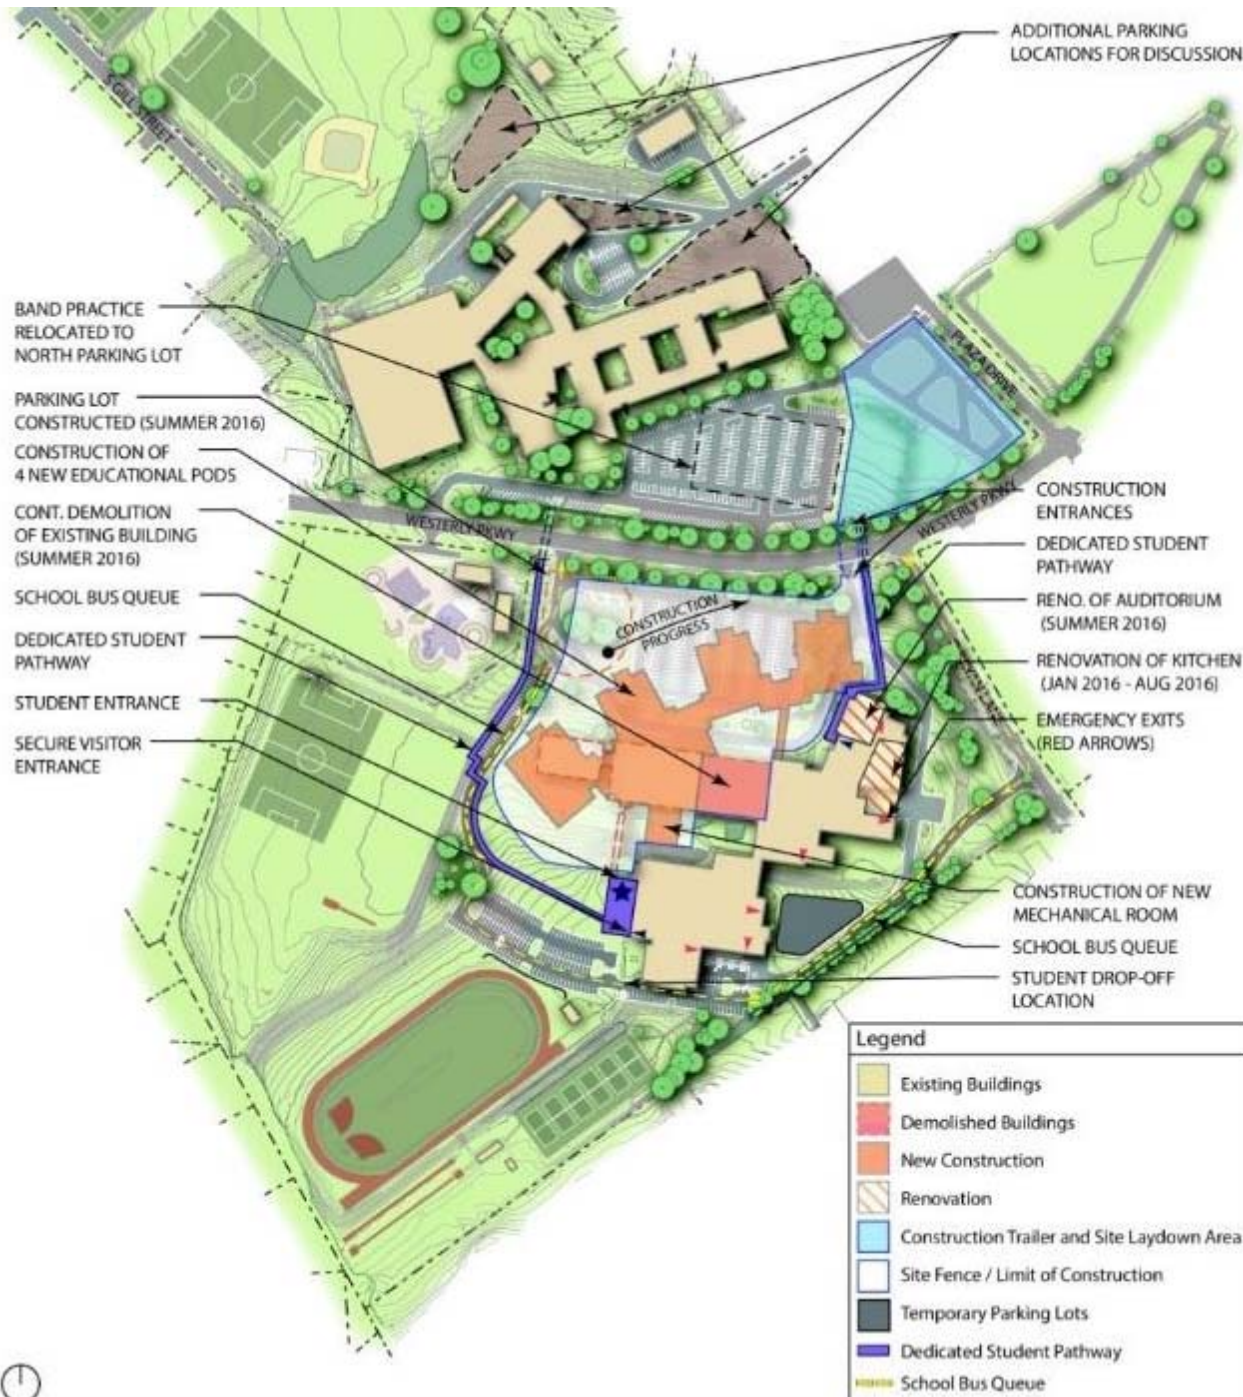 ADDITIONAL PARKING
LOCATIONS FOR DISCUSSION
GILL STREET
BAND PRACTICE
RELOCATED TO
NORTH PARKING LOT
PARKING LOT
CONSTRUCTED (SUMMER 2016)
CONSTRUCTION OF
4 NEW EDUCATIONAL PODS
CONT. DEMOLITION
OF EXISTING BUILDING
(SUMMER 2016)
SCHOOL BUS QUEUE
DEDICATED STUDENT
PATHWAY
STUDENT ENTRANCE
SECURE VISITOR
ENTRANCE
PLAZA DRIVE
WESTERLY PKWY
WESTERLY PKWY
CONSTRUCTION
PROGRESS
CONSTRUCTION
ENTRANCES
DEDICATED STUDENT
PATHWAY
RENO. OF AUDITORIUM
(SUMMER 2016)
RENOVATION OF KITCHEN
(JAN 2016 - AUG 2016)
EMERGENCY EXITS
(RED ARROWS)
CONSTRUCTION OF NEW
MECHANICAL ROOM
SCHOOL BUS QUEUE
STUDENT DROP-OFF
LOCATION
Legend
Existing Buildings
Demolished Buildings
New Construction
Renovation
Construction Trailer and Site Laydown Area
Site Fence / Limit of Construction
Temporary Parking Lots
Dedicated Student Pathway
School Bus Queue